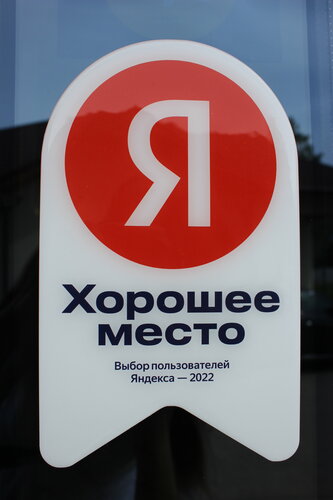 Я
Хорошее
место
Выбор пользователей
Яндекса — 2022